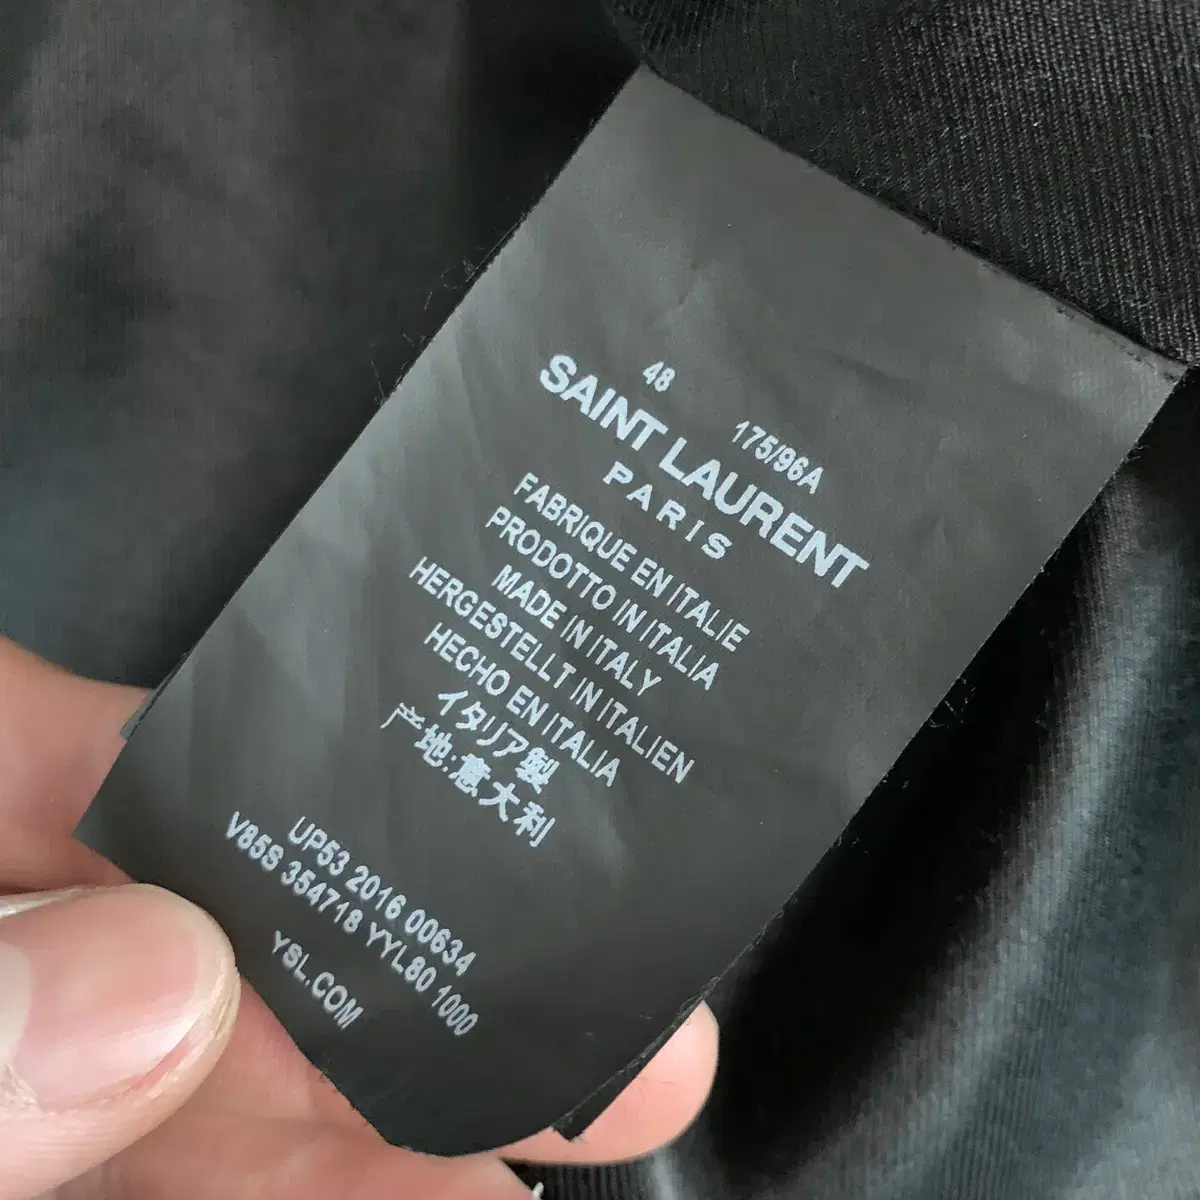 48 175/96A
SAINT LAURENT
PARIS
FABRIQUE EN ITALIE
PRODOTTO IN ITALIA
MADE IN ITALY
HERGESTELLT IN ITALIEN
HECHO EN ITALIA
イタリア製
产地:意大利
UP53 2016 00634
V85S 354718 YYL80 1000
YSL.COM